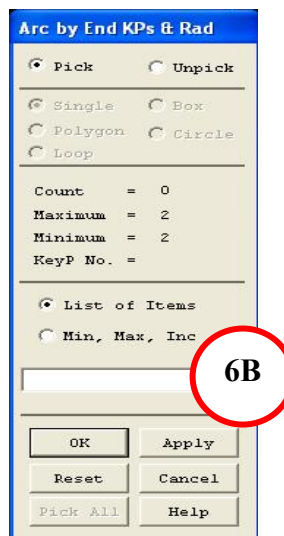 Arc by End KPs & Rad
Pick Unpick
Single Box
Polygon Circle
Loop
Count = 0
Maximum = 2
Minimum = 2
KeyP No. =
List of Items
Min, Max, Inc
6B
OK Apply
Reset Cancel
Pick All Help